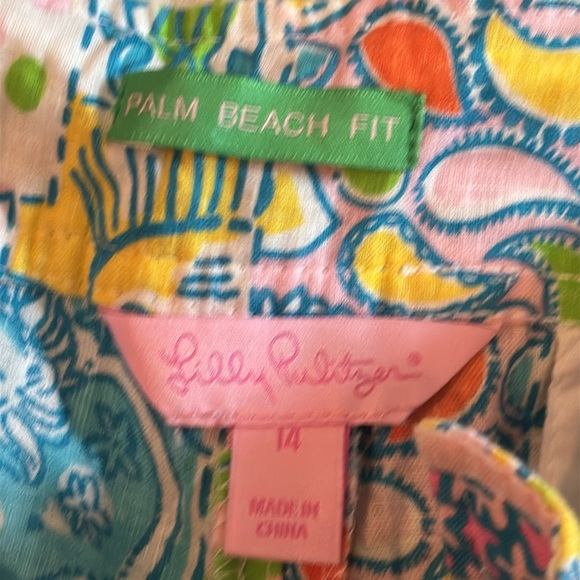 PALM BEACH FIT
Lilly Pulitzer®
14
MADE IN
CHINA